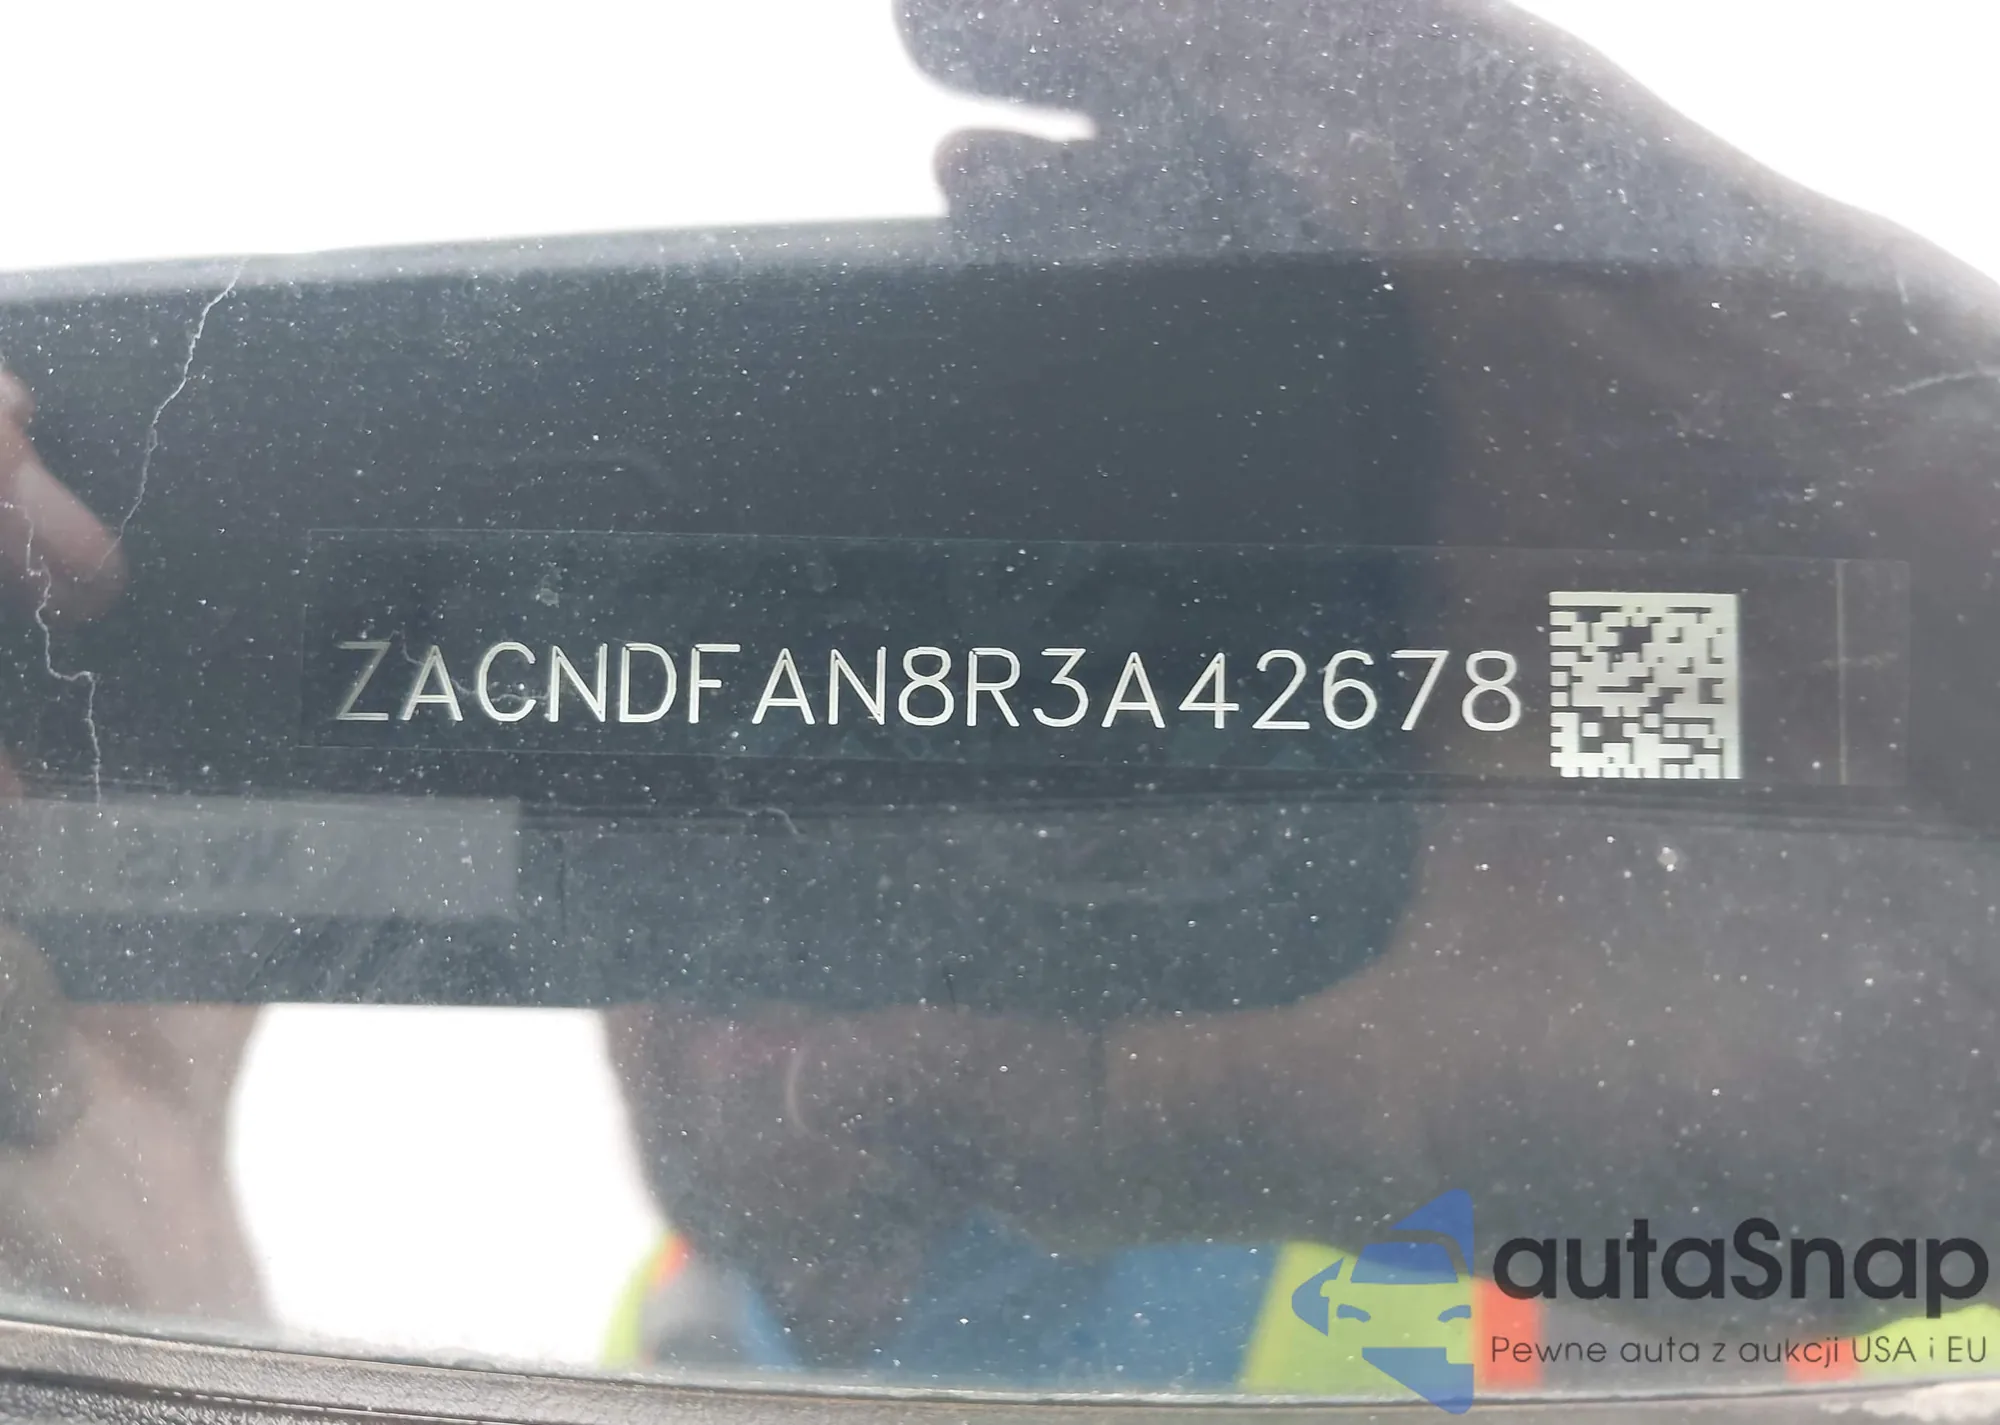 ZACNDFAN8R3A42678
autaSnap
Pewne auta z aukcji USA i EU